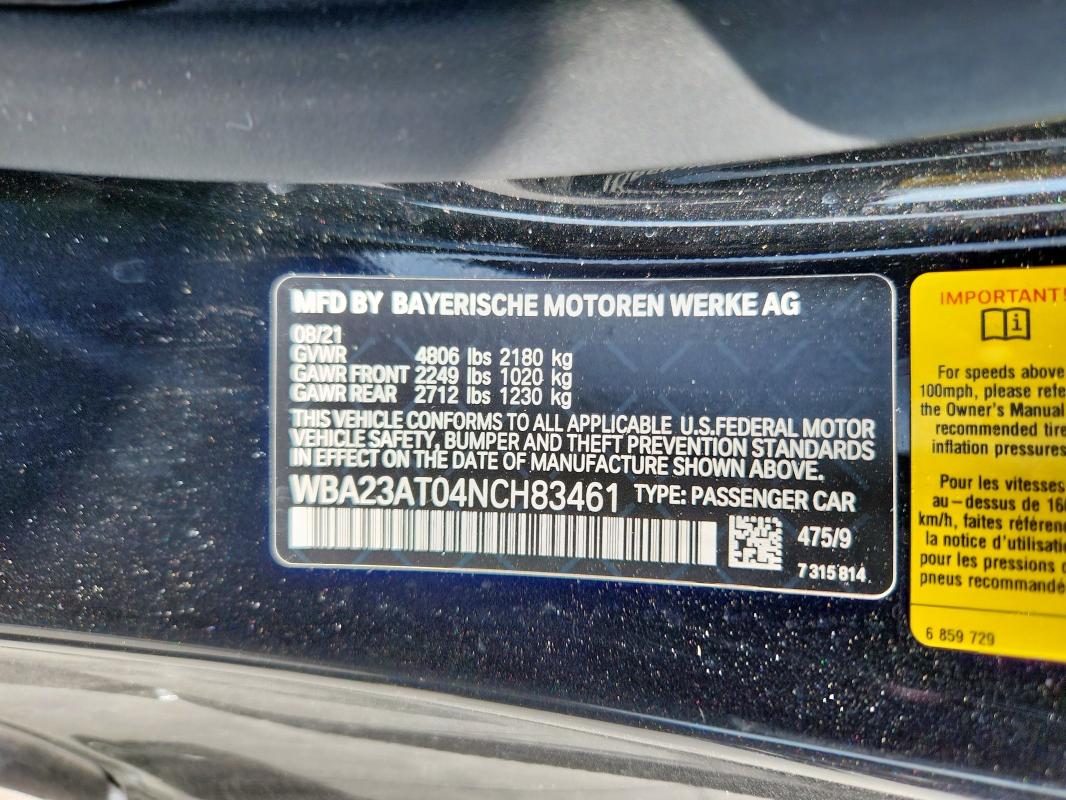 MFD BY BAYERISCHE MOTOREN WERKE AG
08/21
GVWR 4806 lbs 2180 kg
GAWR FRONT 2249 lbs 1020 kg
GAWR REAR 2712 lbs 1230 kg
THIS VEHICLE CONFORMS TO ALL APPLICABLE U.S.FEDERAL MOTOR
VEHICLE SAFETY, BUMPER AND THEFT PREVENTION STANDARDS
IN EFFECT ON THE DATE OF MANUFACTURE SHOWN ABOVE.
WBA23AT04NCH83461 TYPE: PASSENGER CAR
475/9
7 315 814
IMPORTANT!
i
For speeds above
100mph, please refe
the Owner's Manual
recommended tire
inflation pressures
Pour les vitesses
au-dessus de 16
km/h, faites référen
la notice d'utilisati
pour les pressions
pneus recommandé
6 859 729